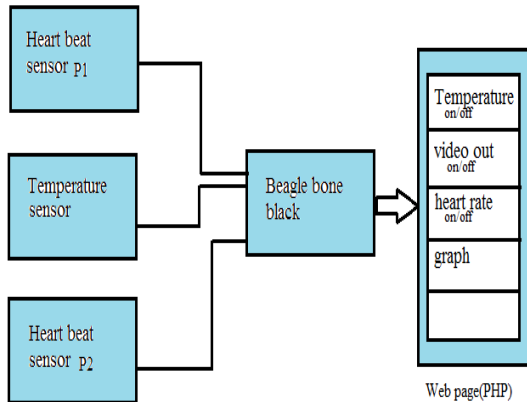 Heart beat
sensor p1
Temperature
sensor
Heart beat
sensor p2
Beagle bone
black
Temperature
on/off
video out
on/off
heart rate
on/off
graph
Web page(PHP)